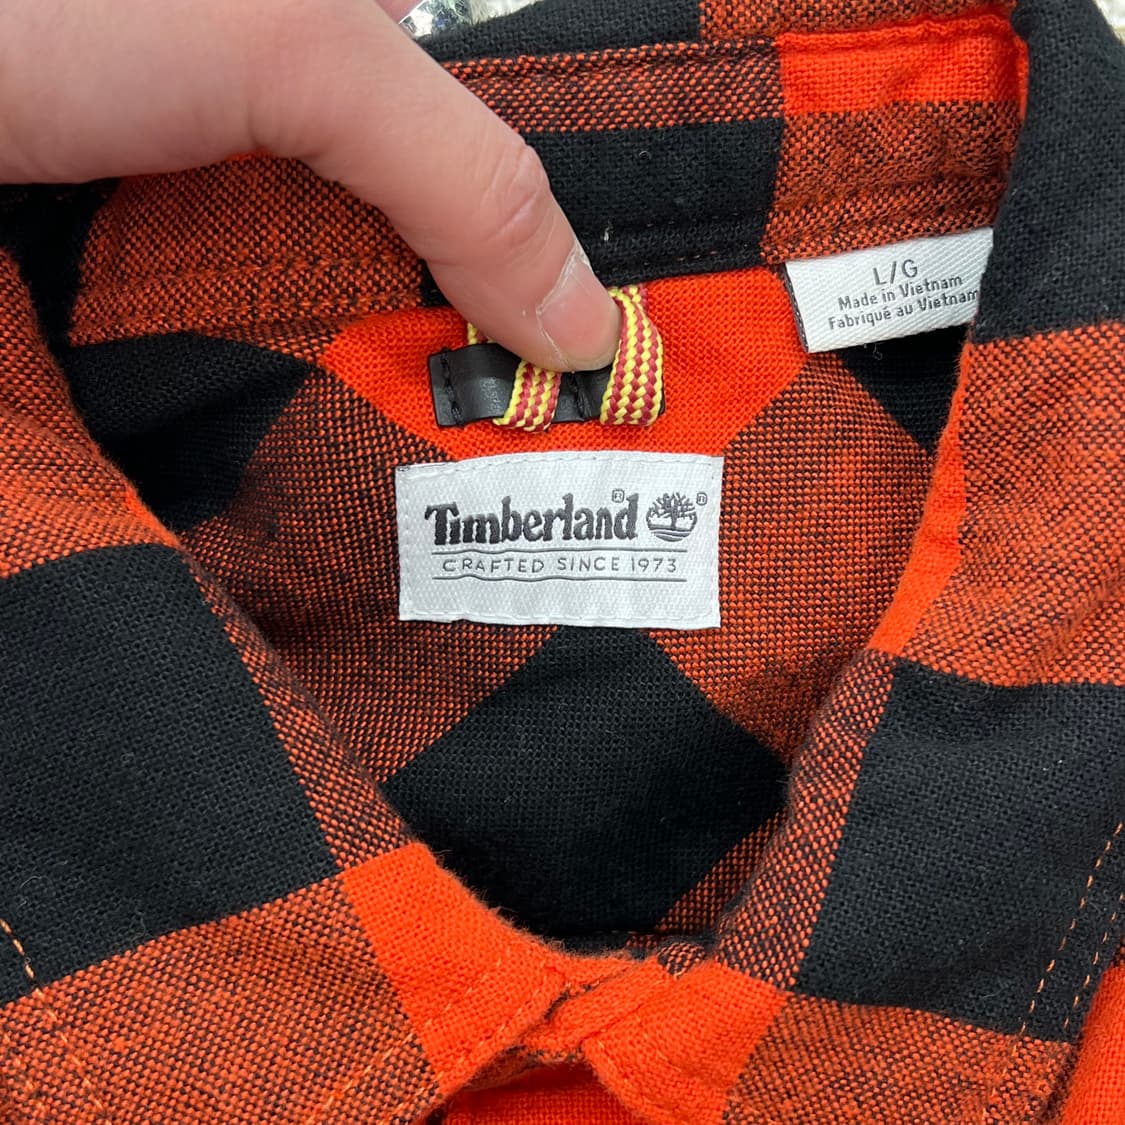 L/G
Made in Vietnam
Fabriqué au Vietnam
Timberland® ®
CRAFTED SINCE 1973